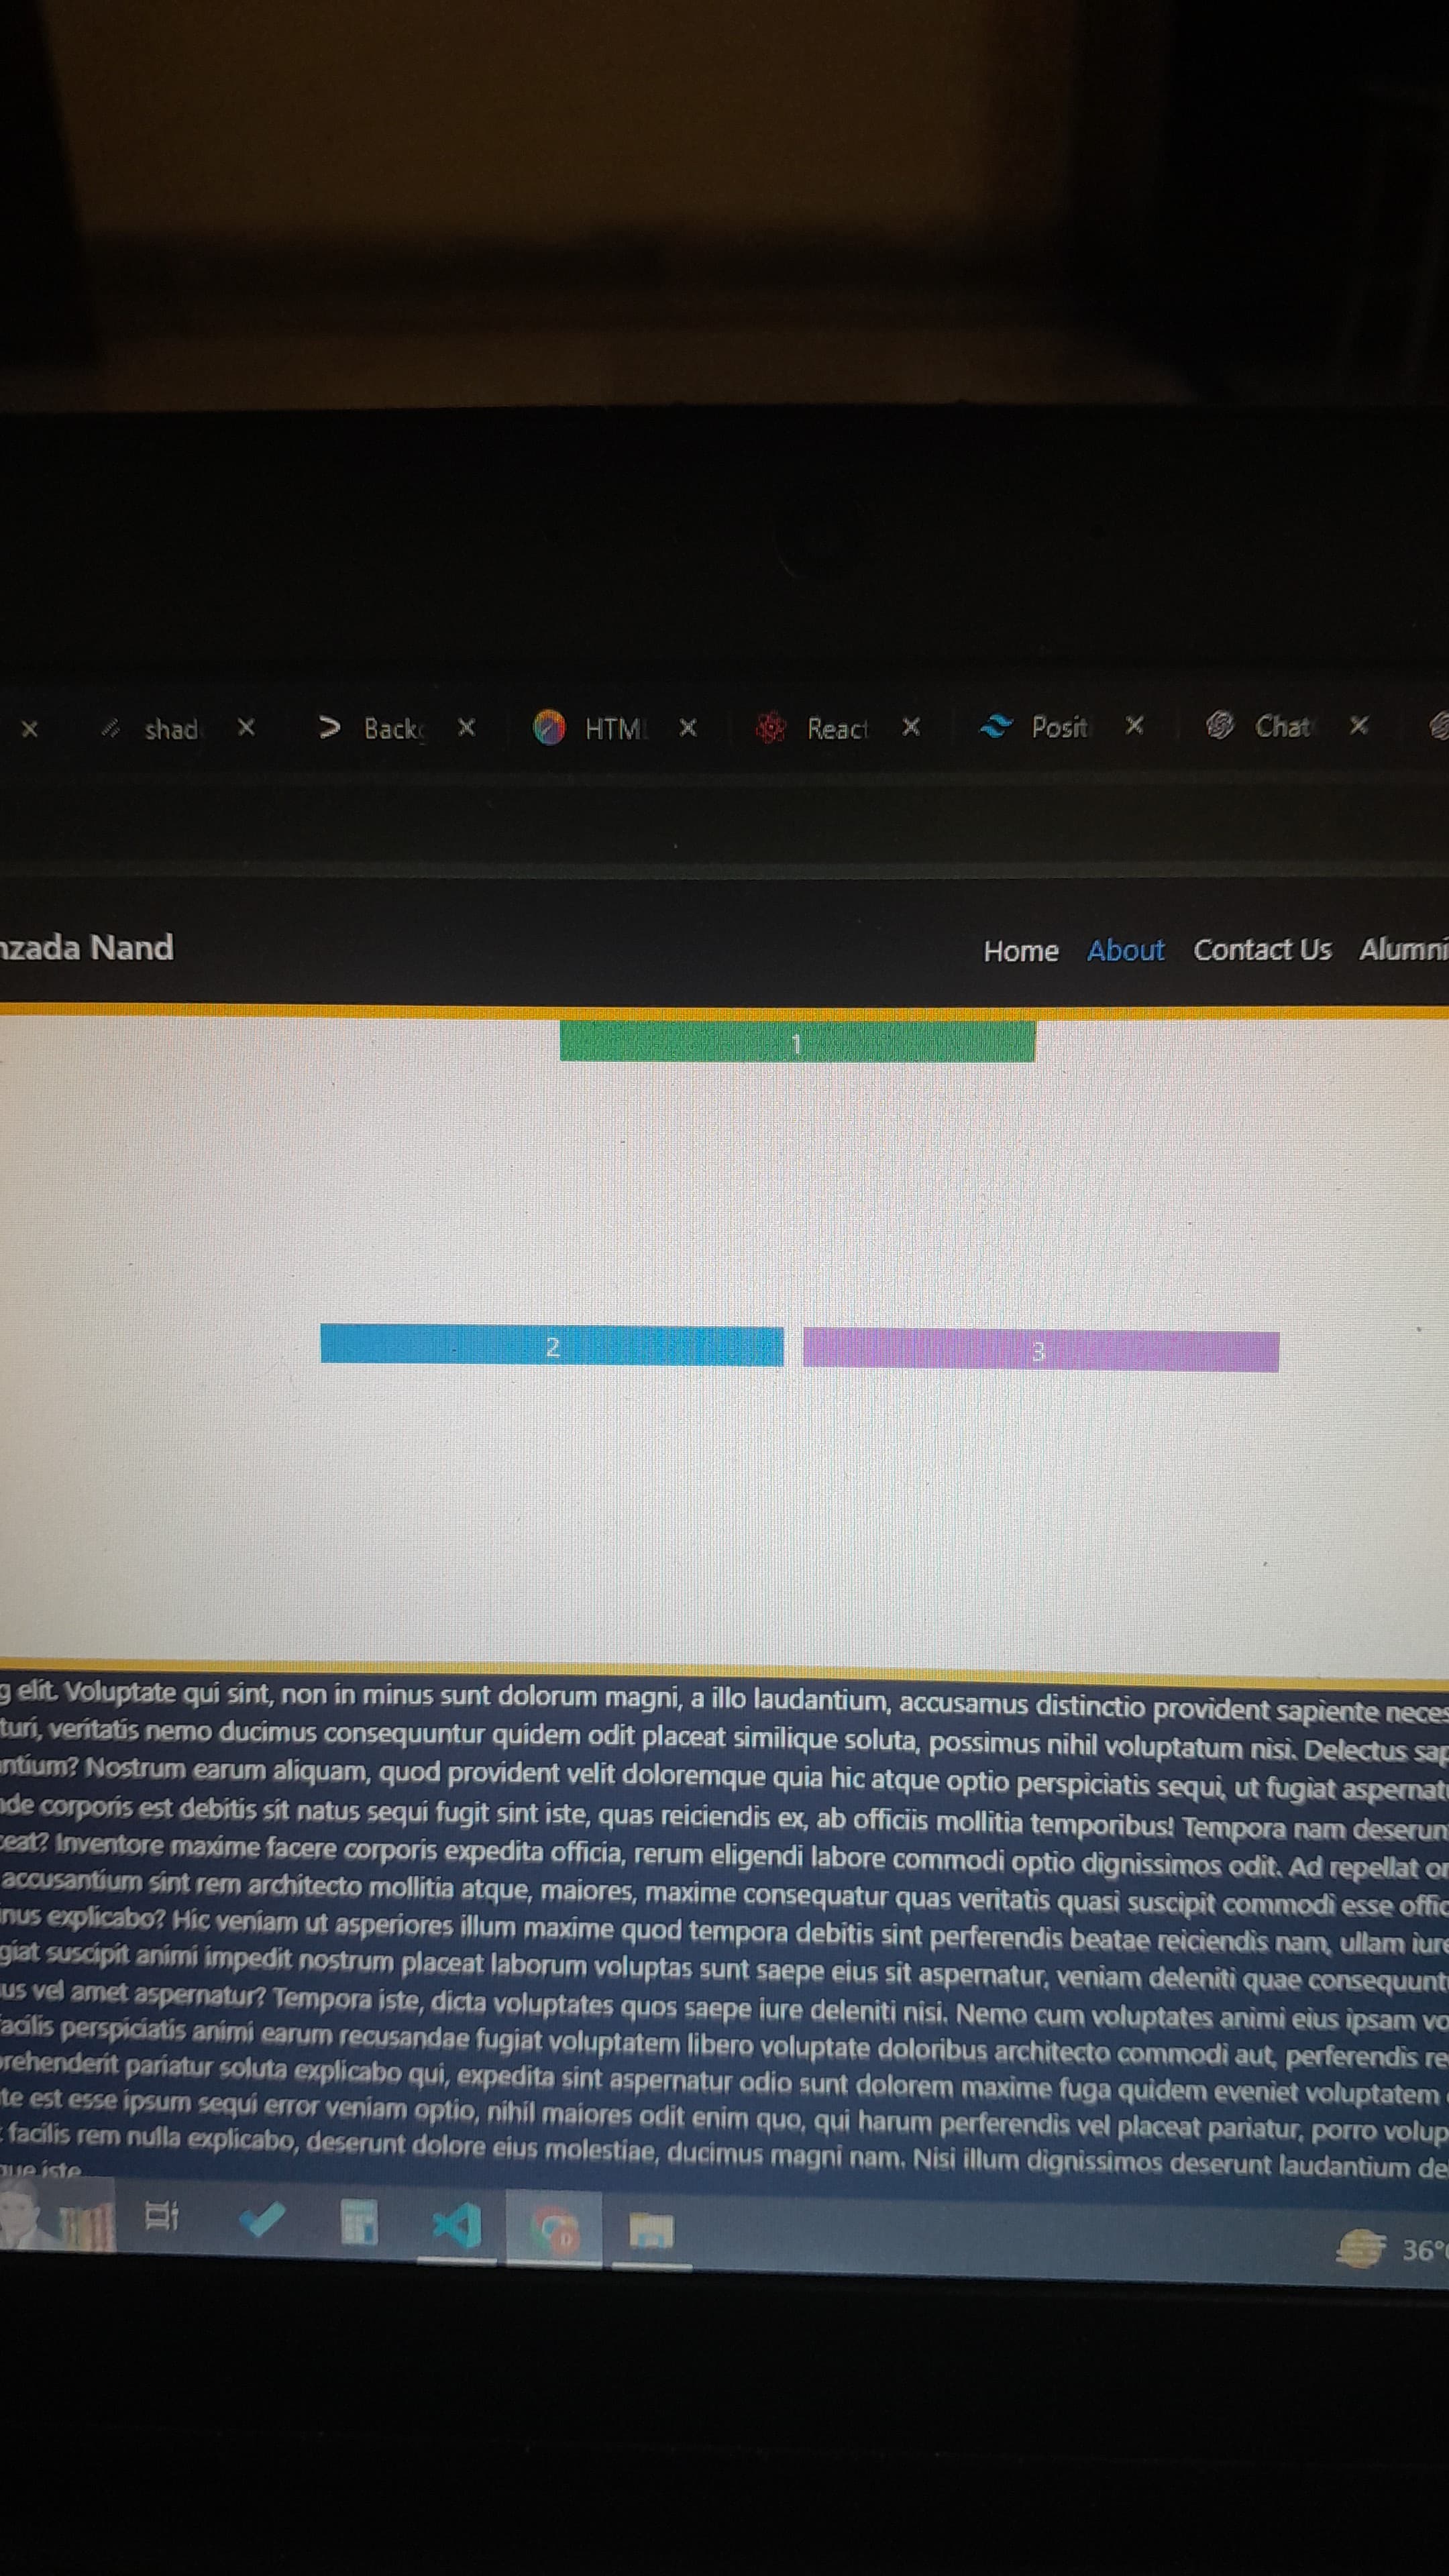 shad
Back
HTML
React
Posit
Chat
nzada Nand
Home About Contact Us Alumni
1
2
3
g elit. Voluptate qui sint, non in minus sunt dolorum magni, a illo laudantium, accusamus distinctio provident sapiente neces
turi, veritatis nemo ducimus consequuntur quidem odit placeat similique soluta, possimus nihil voluptatum nisi. Delectus sap
ntium? Nostrum earum aliquam, quod provident velit doloremque quia hic atque optio perspiciatis sequi, ut fugiat aspernat
nde corporis est debitis sit natus sequi fugit sint iste, quas reiciendis ex, ab officiis mollitia temporibus! Tempora nam deserun
ceat? Inventore maxime facere corporis expedita officia, rerum eligendi labore commodi optio dignissimos odit. Ad repellat
accusantium sint rem architecto mollitia atque, maiores, maxime consequatur quas veritatis quasi suscipit commodi esse offic
inus explicabo? Hic veniam ut asperiores illum maxime quod tempora debitis sint perferendis beatae reiciendis nam, ullam iure
giat suscipit animi impedit nostrum placeat laborum voluptas sunt saepe eius sit aspernatur, veniam deleniti quae consequunt
us vel amet aspernatur? Tempora iste, dicta voluptates quos saepe iure deleniti nisi. Nemo cum voluptates animi eius ipsam vo
facilis perspiciatis animi earum recusandae fugiat voluptatem libero voluptate doloribus architecto commodi aut, perferendis re
prehenderit pariatur soluta explicabo qui, expedita sint aspernatur odio sunt dolorem maxime fuga quidem eveniet voluptatem
te est esse ipsum sequi error veniam optio, nihil maiores odit enim quo, qui harum perferendis vel placeat pariatur, porro volup
facilis rem nulla explicabo, deserunt dolore eius molestiae, ducimus magni nam. Nisi illum dignissimos deserunt laudantium de
que iste
36°